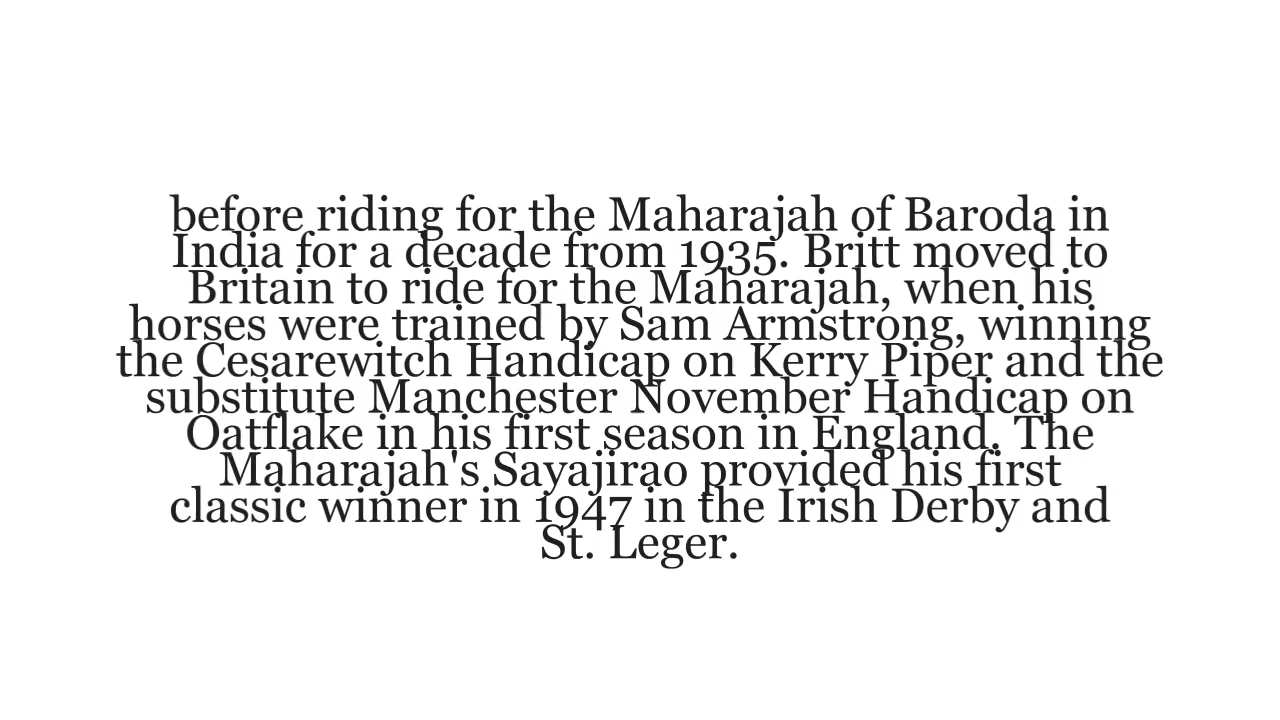 before riding for the Maharajah of Baroda in
India for a decade from 1935. Britt moved to
Britain to ride for the Maharajah, when his
horses were trained by Sam Armstrong, winning
the Cesarewitch Handicap on Kerry Piper and the
substitute Manchester November Handicap on
Oatflake in his first season in England. The
Maharajah's Sayajirao provided his first
classic winner in 1947 in the Irish Derby and
St. Leger.